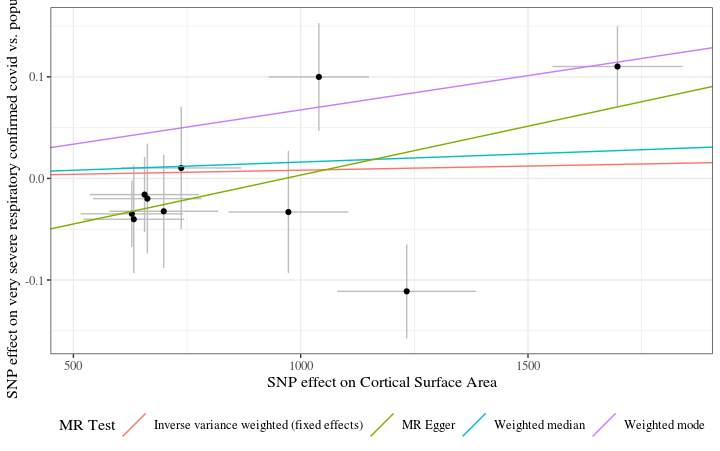 SNP effect on very severe respiratory confirmed covid vs.
0.1
0.0
-0.1
500
1000
1500
SNP effect on Cortical Surface Area
MR Test
Inverse variance weighted (fixed effects)
MR Egger
Weighted median
Weighted mode